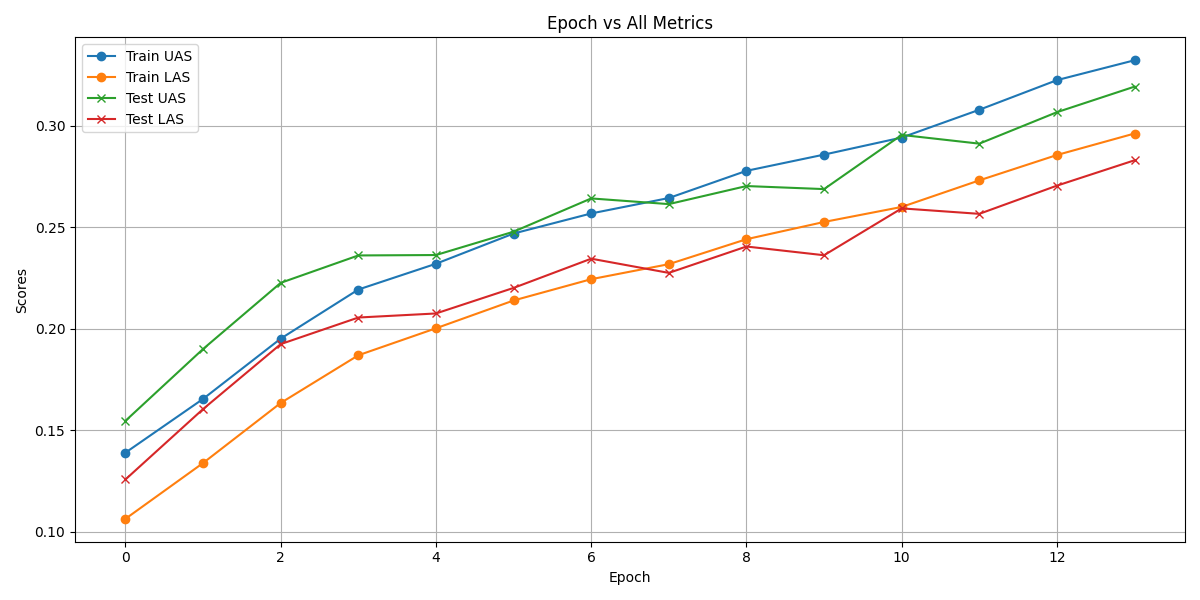 Epoch vs All Metrics
Train UAS
Train LAS
Test UAS
Test LAS
Scores
0.30
0.25
0.20
0.15
0.10
0 2 4 6 8 10 12
Epoch